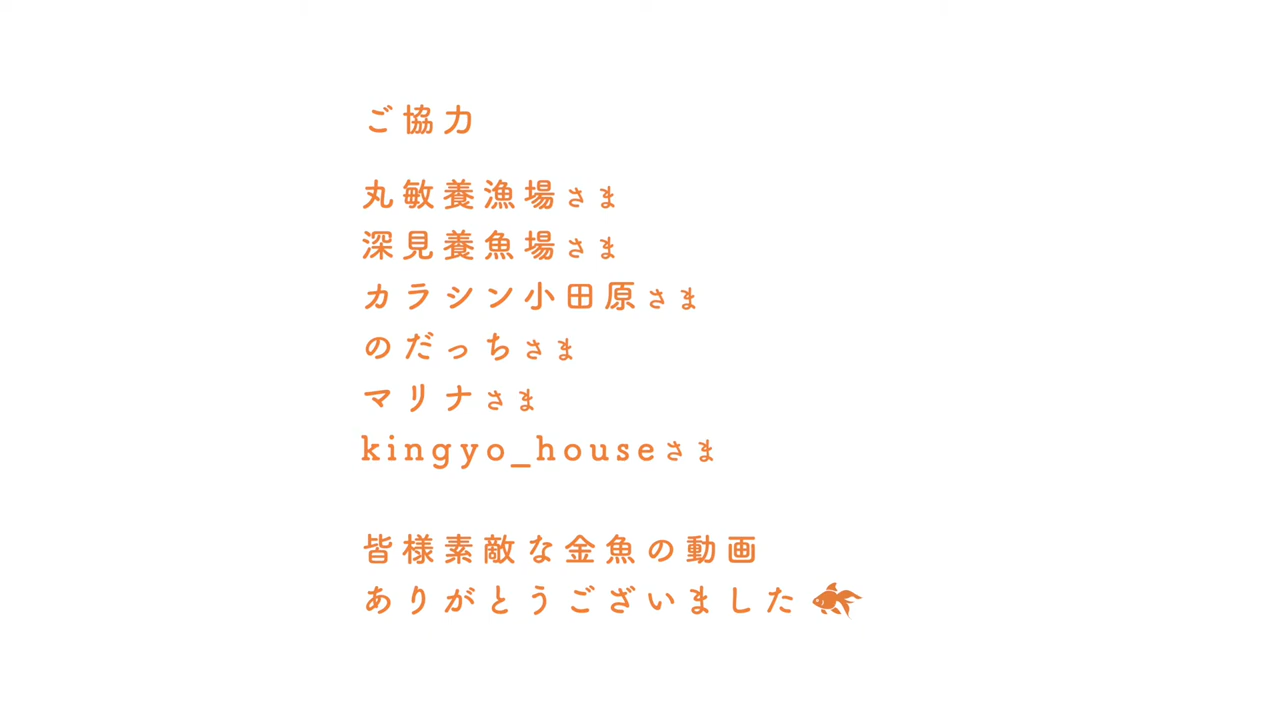 ご協力
丸敏養漁場さま
深見養魚場さま
カラシン小田原さま
のだっちさま
マリナさま
kingyo_houseさま
皆様素敵な金魚の動画
ありがとうございました